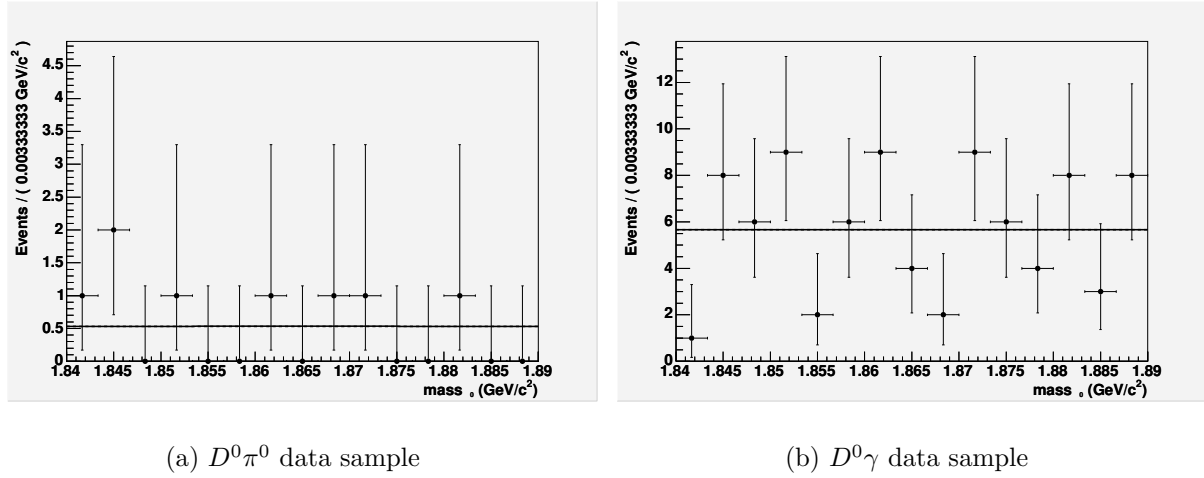 Events / ( 0.00333333 GeV/c²)
4.5
4
3.5
3
2.5
2
1.5
1
0.5
0
1.84 1.845 1.85 1.855 1.86 1.865 1.87 1.875 1.88 1.885 1.89
mass ₀ (GeV/c²)
Events / ( 0.00333333 GeV/c²)
12
10
8
6
4
2
0
1.84 1.845 1.85 1.855 1.86 1.865 1.87 1.875 1.88 1.885 1.89
mass ₀ (GeV/c²)
(a) D⁰π⁰ data sample
(b) D⁰γ data sample